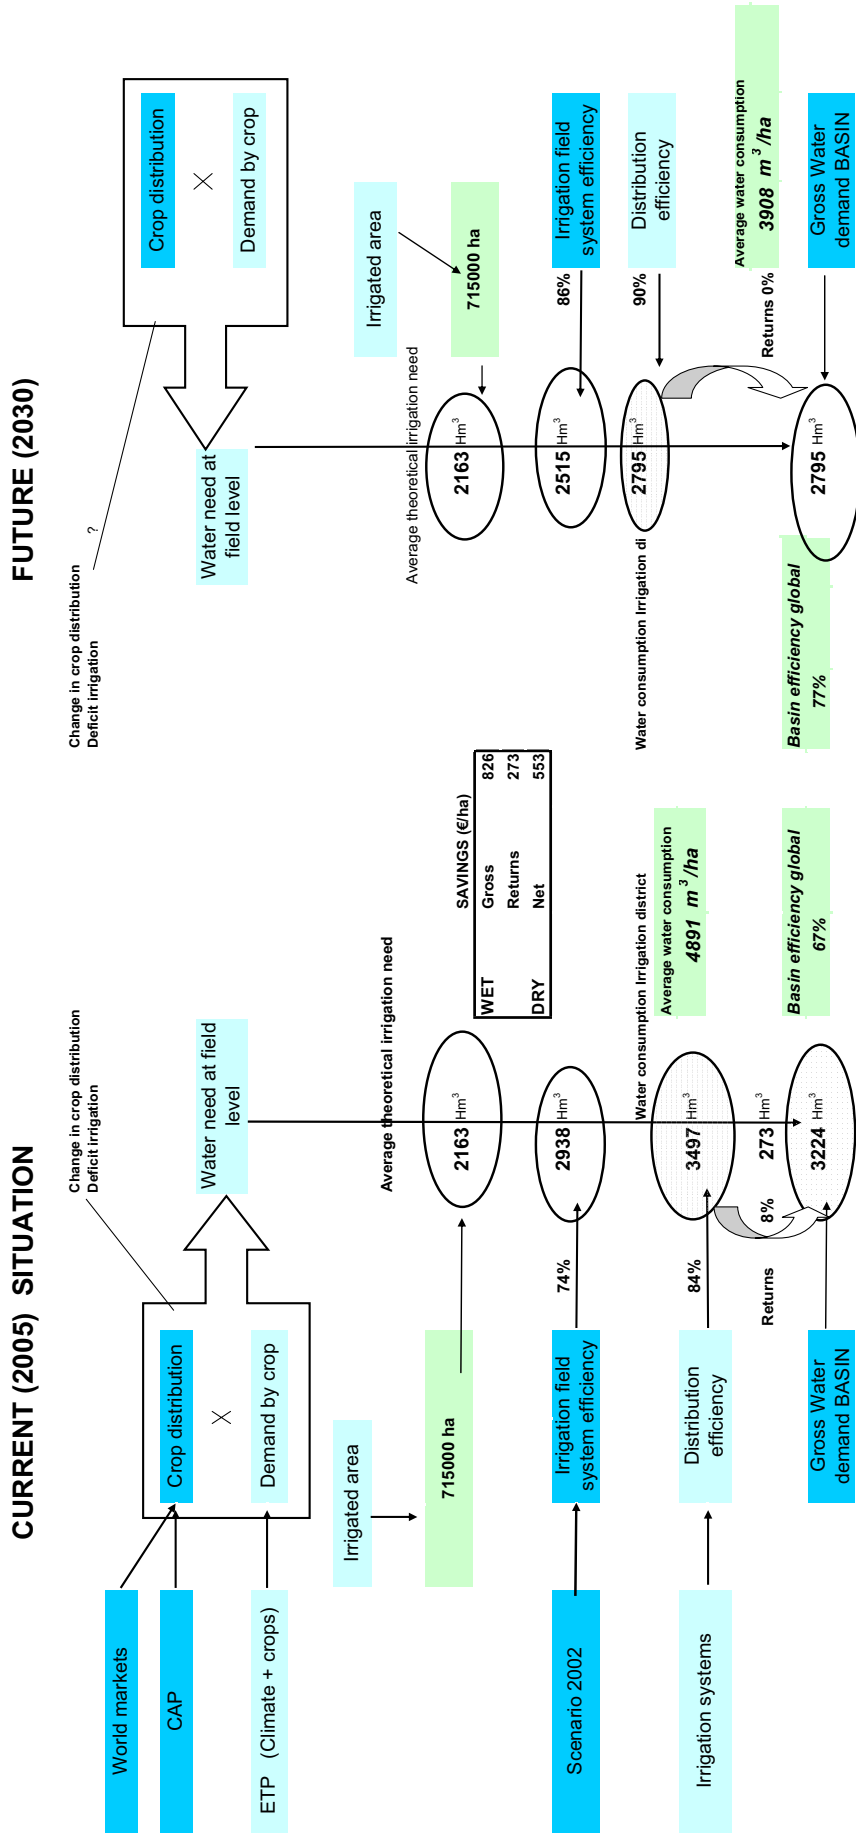 CURRENT (2005)  SITUATION
World markets
CAP
ETP   (Climate + crops)
Crop distribution
X
Demand by crop
Change in crop distribution
Deficit irrigation
Water need at field
level
Irrigated area
715000 ha
Average theoretical irrigation need
2163 Hm³
Scenario 2002
Irrigation field
system efficiency
74%
2938 Hm³
Irrigation systems
Distribution
efficiency
84%
Water consumption Irrigation district
3497 Hm³
Average water consumption
4891 m³/ha
Returns
8%
273 Hm³
Gross Water
demand BASIN
3224 Hm³
Basin efficiency global
67%
SAVINGS (€/ha)
WET Gross 826
Returns 273
DRY Net 553
FUTURE (2030)
Change in crop distribution
Deficit irrigation
?
Crop distribution
X
Demand by crop
Water need at
field level
Irrigated area
715000 ha
Average theoretical irrigation need
2163 Hm³
Irrigation field
system efficiency
86%
2515 Hm³
Distribution
efficiency
90%
Water consumption Irrigation di
2795 Hm³
Average water consumption
3908 m³/ha
Returns 0%
Gross Water
demand BASIN
2795 Hm³
Basin efficiency global
77%